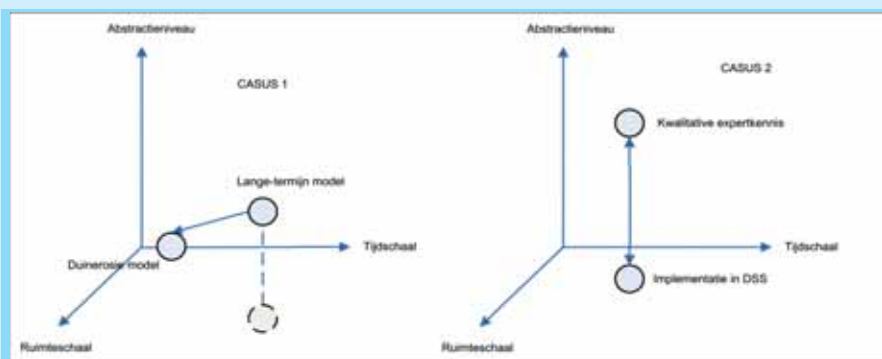 Abstractieniveau
CASUS 1
Lange-termijn model
Tijdschaal
Duinerosie model
Ruimteschaal
Abstractieniveau
CASUS 2
Kwalitative expertkennis
Tijdschaal
Implementatie in DSS
Ruimteschaal